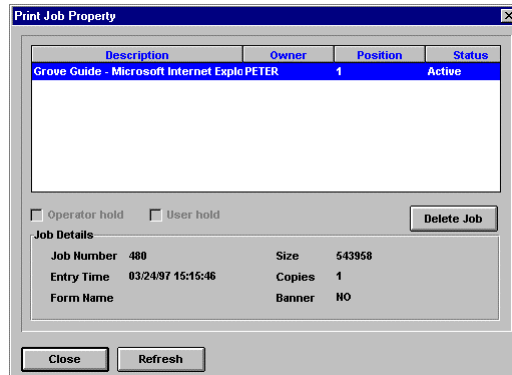 Print Job Property
Description Owner Position Status
Grove Guide - Microsoft Internet Explo PETER 1 Active
Operator hold User hold
Delete Job
Job Details
Job Number 480 Size 543958
Entry Time 03/24/97 15:15:46 Copies 1
Form Name Banner NO
Close Refresh